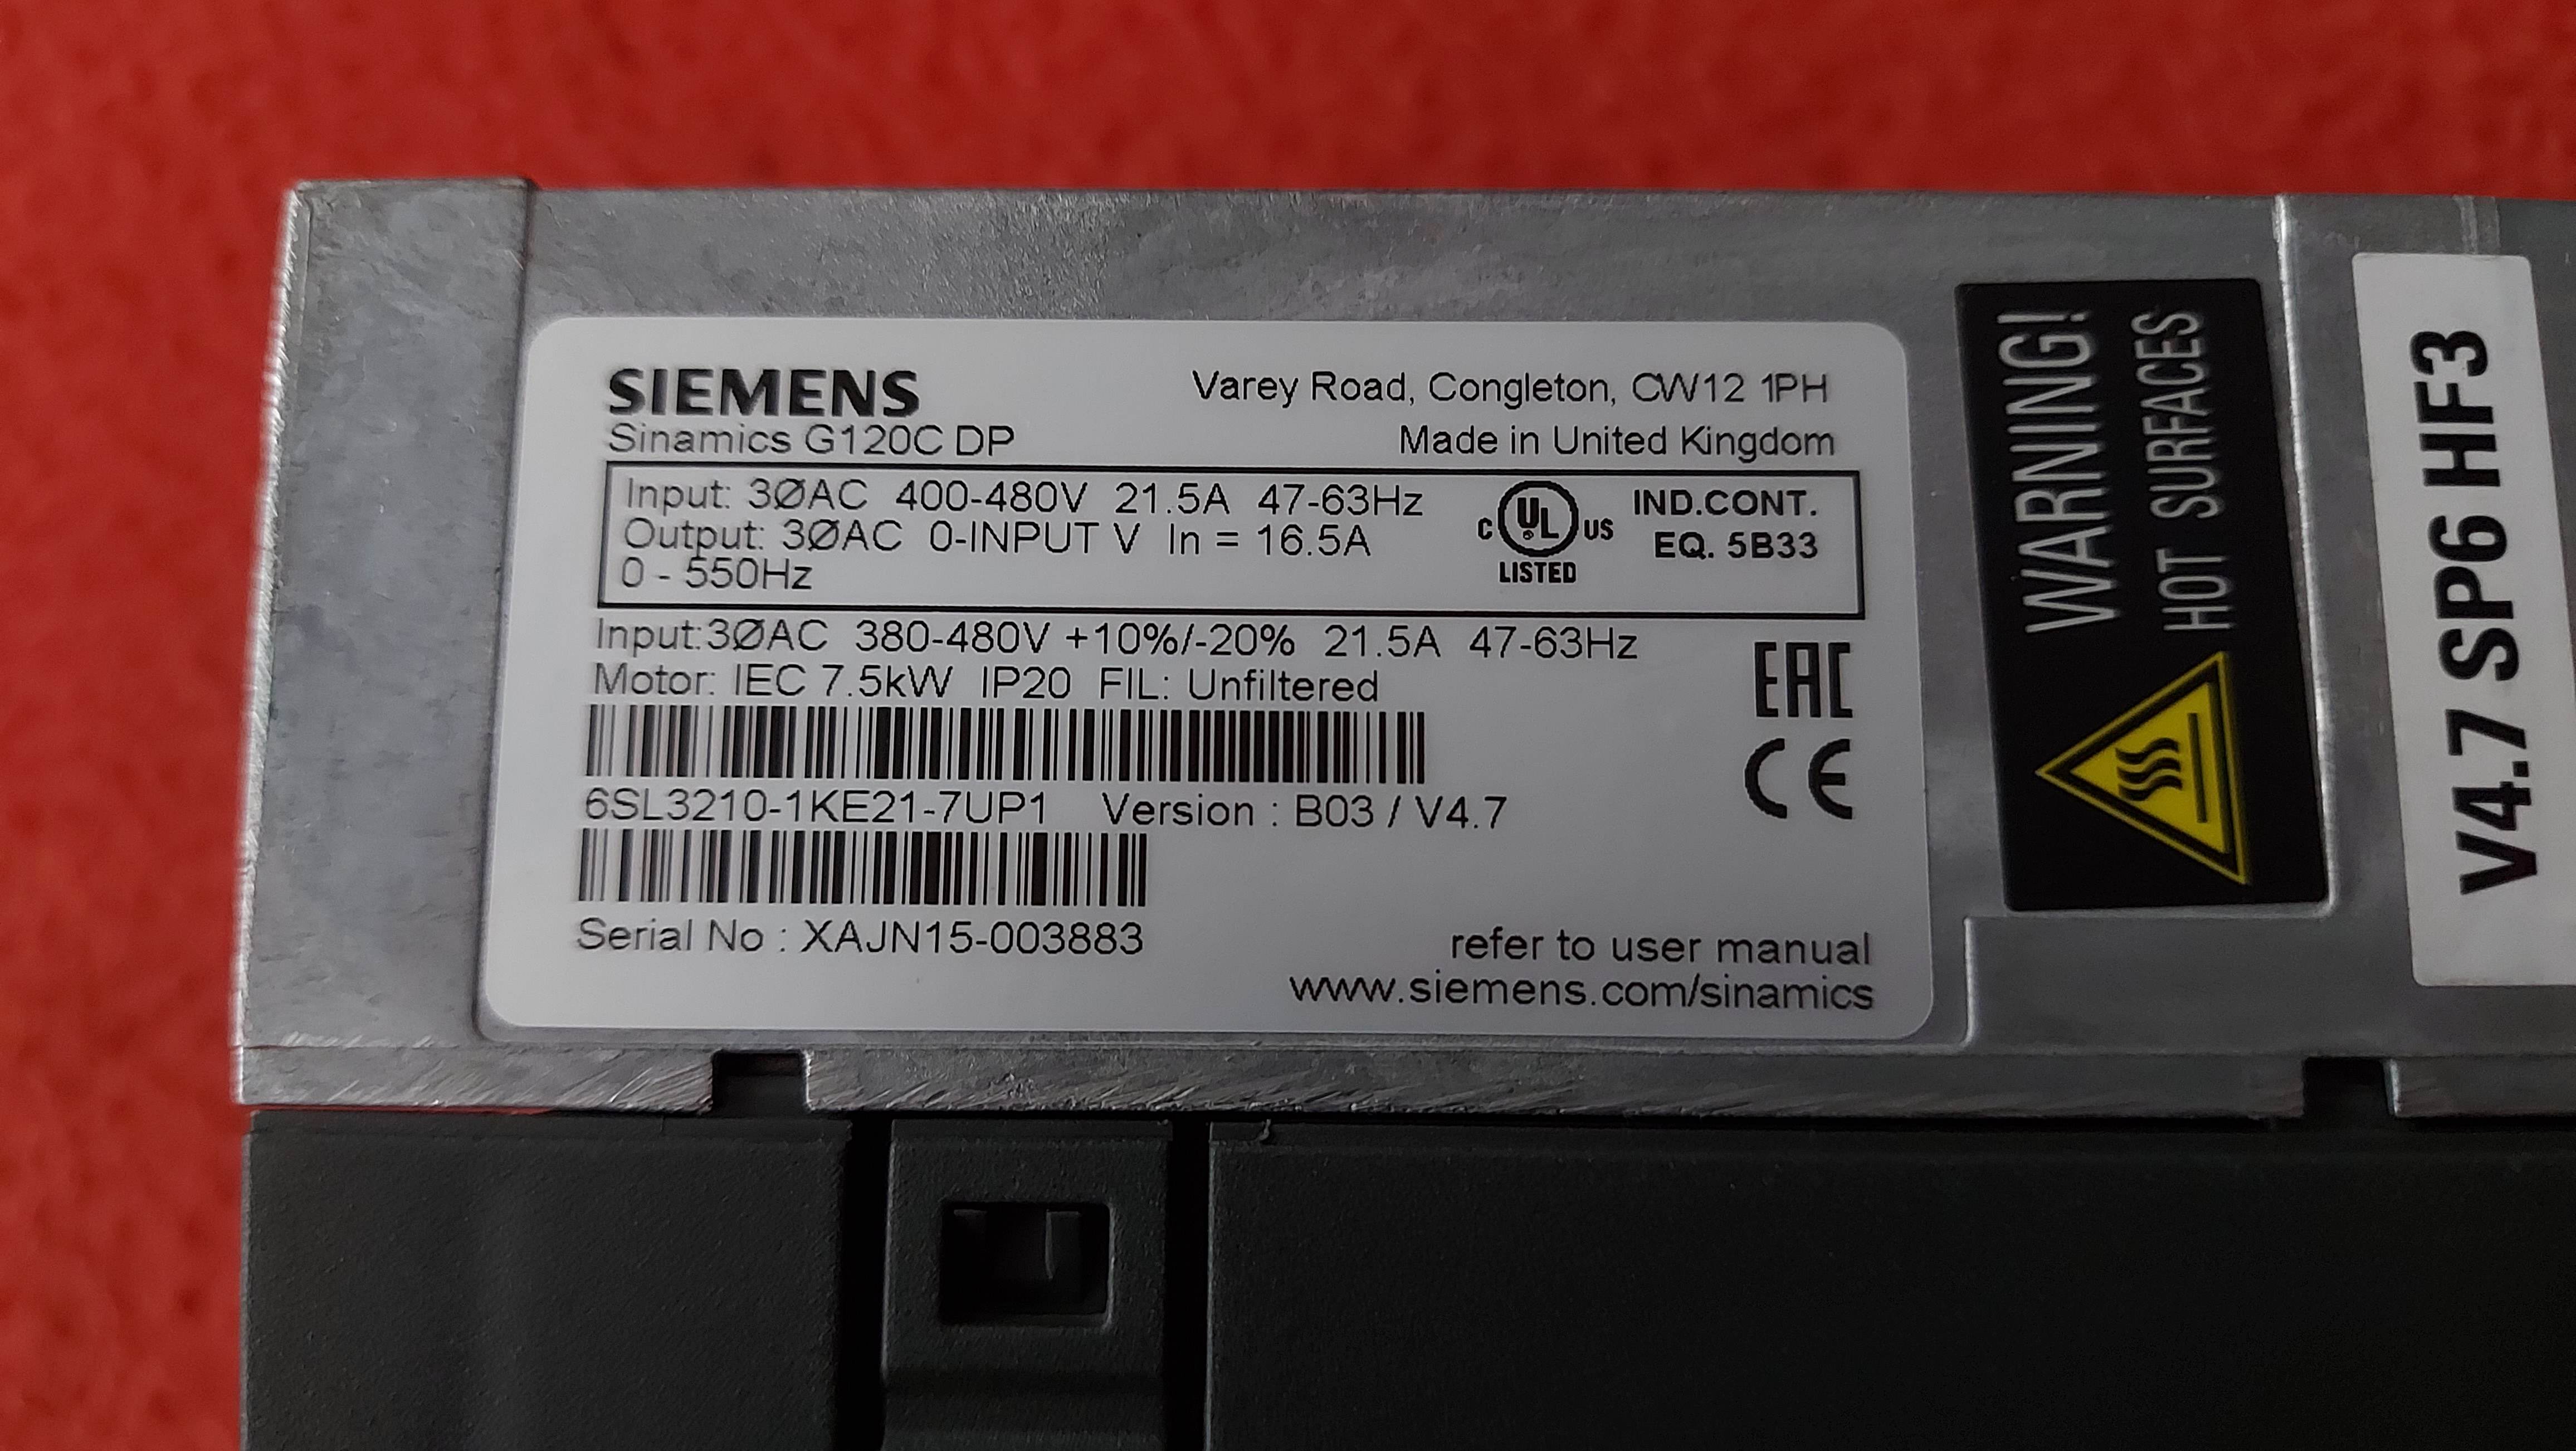 SIEMENS
Varey Road, Congleton, CW12 1PH
Sinamics G120C DP
Made in United Kingdom
Input: 3ØAC 400-480V 21.5A 47-63Hz
Output: 3ØAC 0-INPUT V In = 16.5A
0 - 550Hz
C UL US
LISTED
IND.CONT.
EQ. 5B33
Input:3ØAC 380-480V +10%/-20% 21.5A 47-63Hz
Motor: IEC 7.5kW IP20 FIL: Unfiltered
EAC
CE
6SL3210-1KE21-7UP1 Version : B03 / V4.7
Serial No : XAJN15-003883
refer to user manual
www.siemens.com/sinamics
WARNING!
HOT SURFACES
V4.7 SP6 HF3